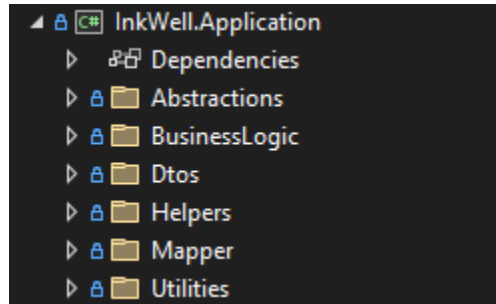 C# InkWell.Application
Dependencies
Abstractions
BusinessLogic
Dtos
Helpers
Mapper
Utilities